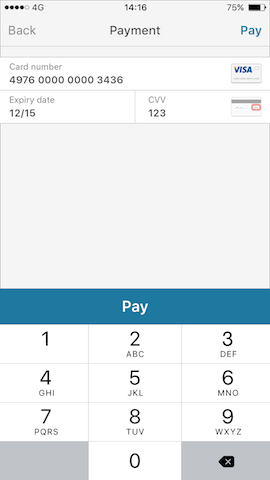 4G 14:16 75%
Back Payment Pay
Card number
4976 0000 0000 3436 VISA
Expiry date CVV
12/15 123
Pay
1 2 3
ABC DEF
4 5 6
GHI JKL MNO
7 8 9
PQRS TUV WXYZ
0